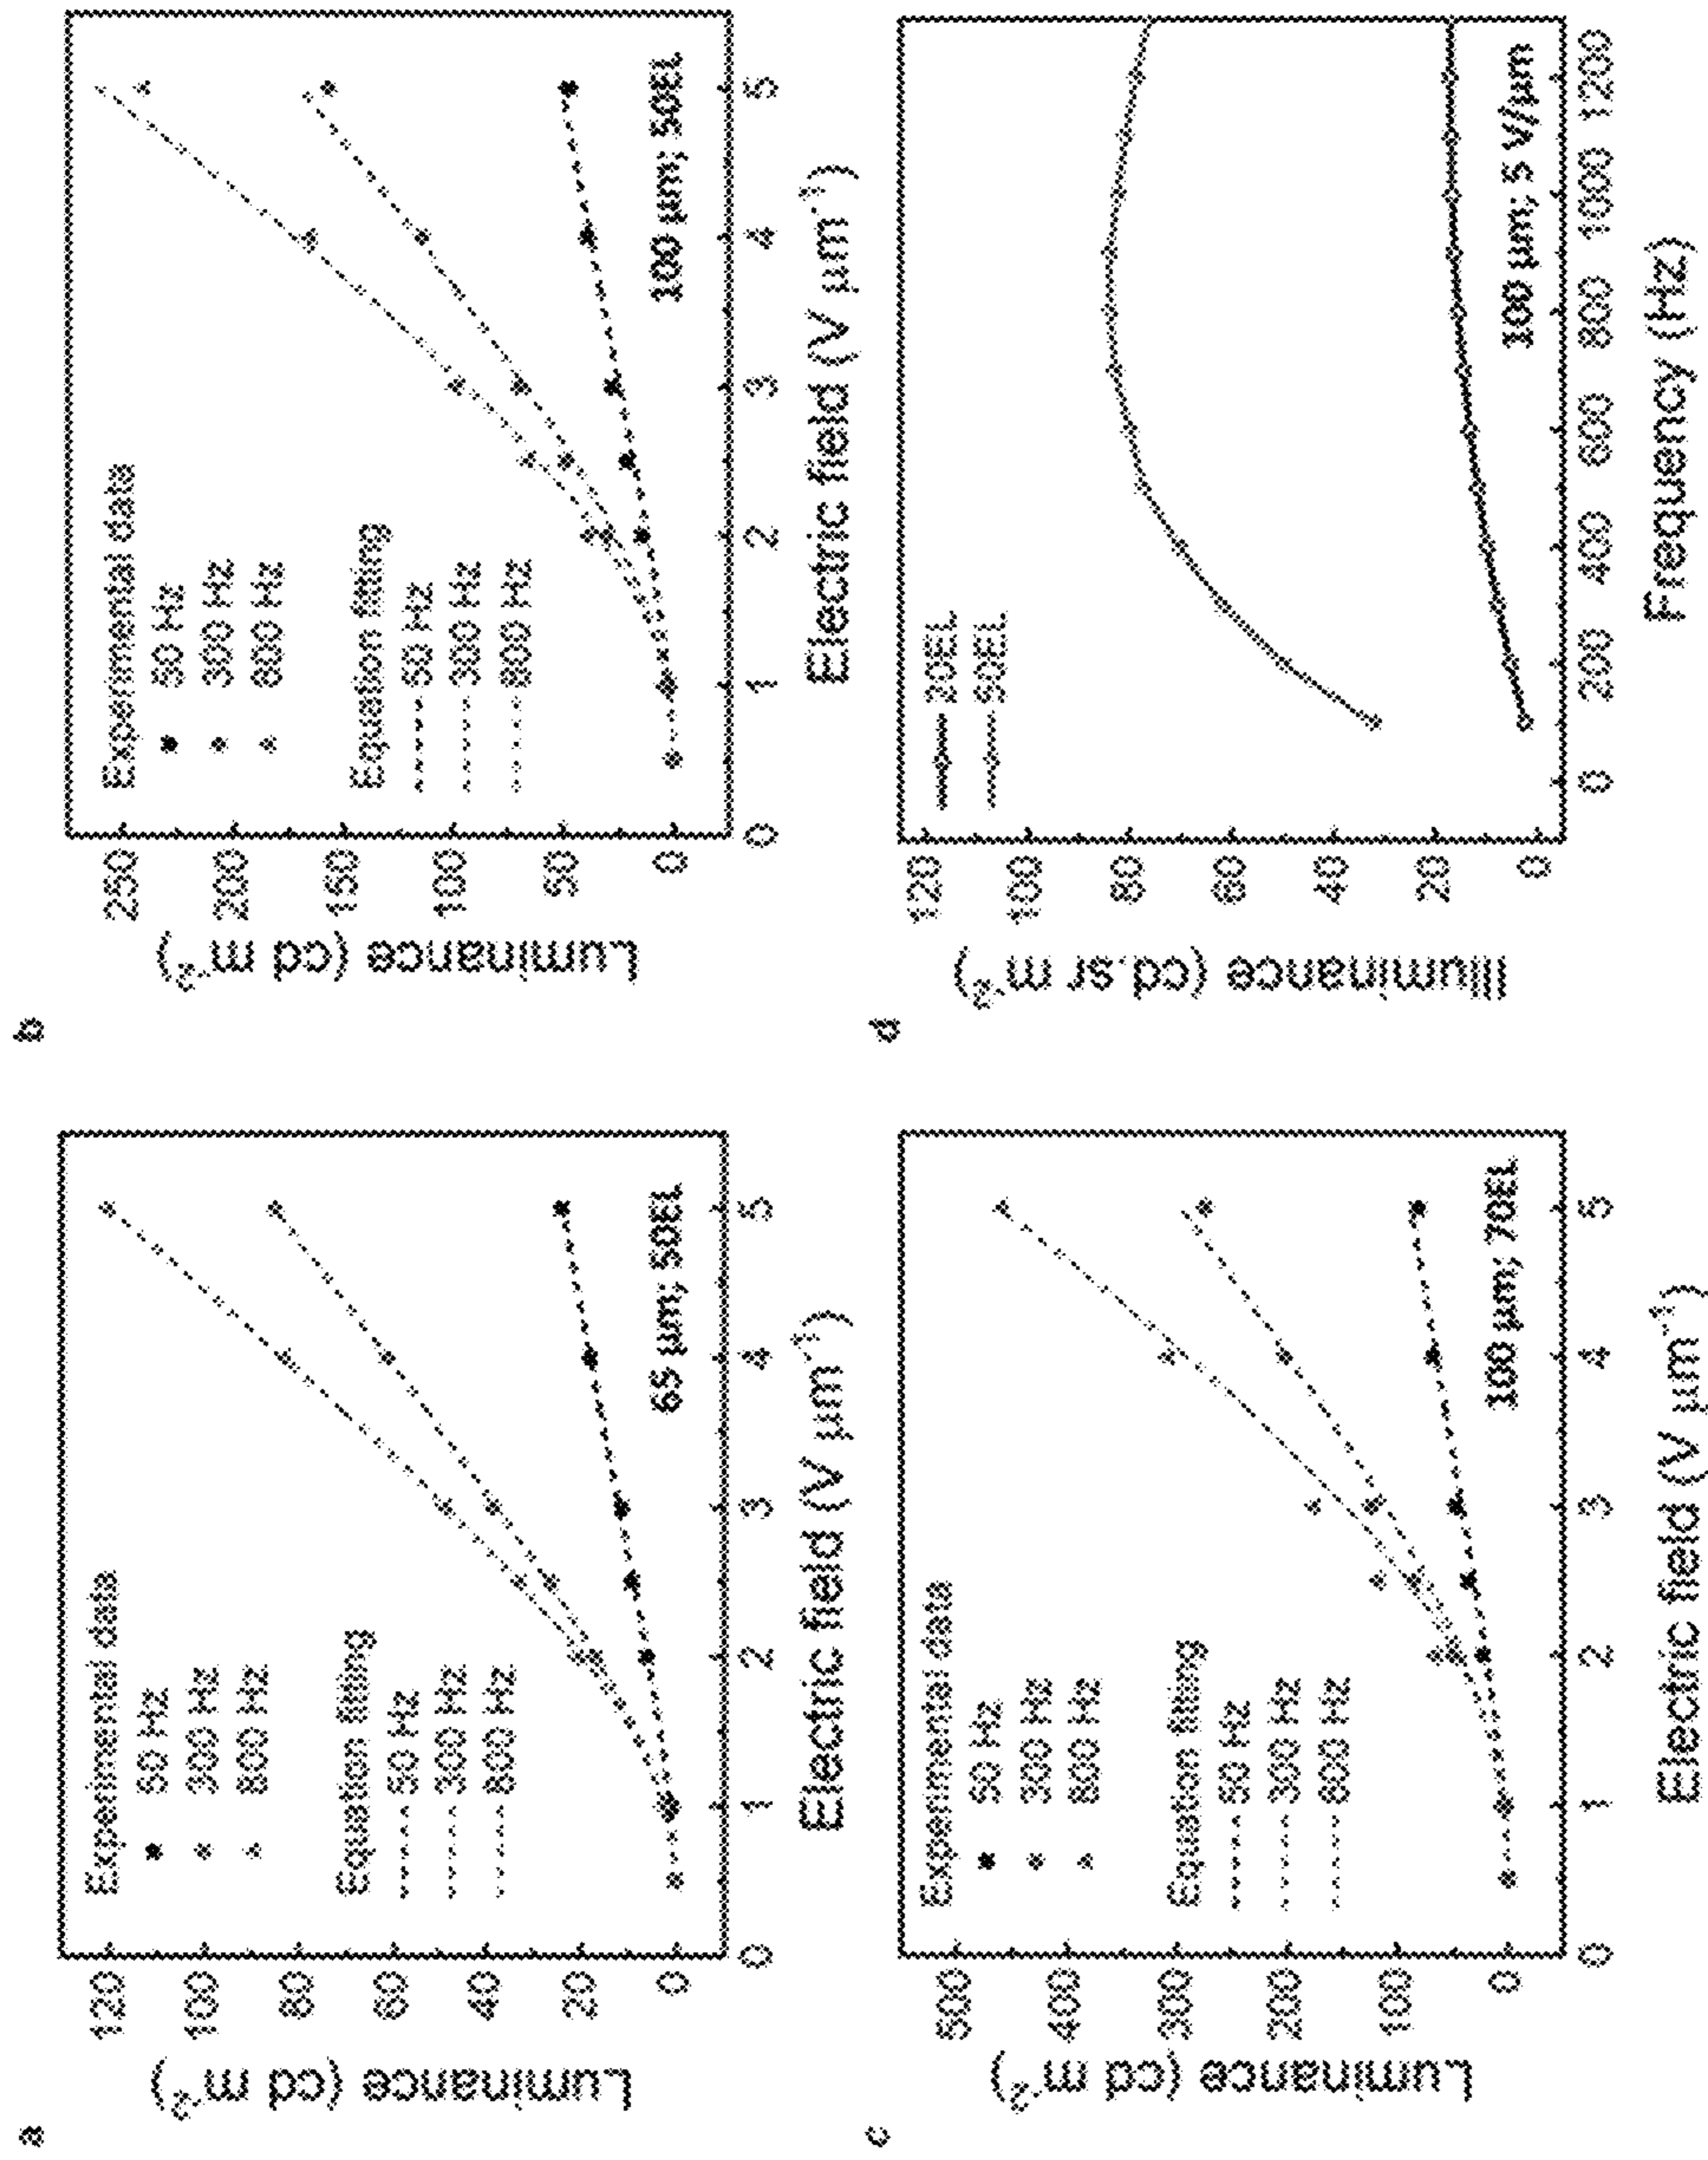 a
Experimental data
50 Hz
300 Hz
800 Hz
Equation fitting
50 Hz
300 Hz
800 Hz
65 µm; 50EL
Luminance (cd m⁻²)
120
100
80
60
40
20
0
0 1 2 3 4 5
Electric field (V µm⁻¹)
b
Experimental data
50 Hz
300 Hz
800 Hz
Equation fitting
50 Hz
300 Hz
800 Hz
100 µm; 50EL
Luminance (cd m⁻²)
250
200
150
100
50
0
0 1 2 3 4 5
Electric field (V µm⁻¹)
c
Experimental data
50 Hz
300 Hz
800 Hz
Equation fitting
50 Hz
300 Hz
800 Hz
100 µm; 70EL
Luminance (cd m⁻²)
500
400
300
200
100
0
0 1 2 3 4 5
Electric field (V µm⁻¹)
d
20EL
50EL
100 µm; 5 V/µm
Illuminance (cd.sr m⁻²)
120
100
80
60
40
20
0
0 200 400 600 800 1000 1200
Frequency (Hz)